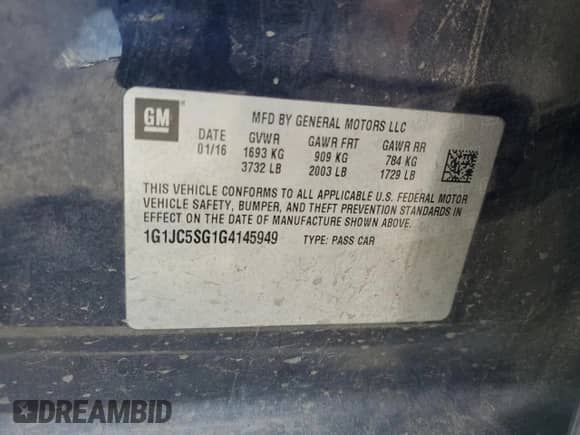 GM
MFD BY GENERAL MOTORS LLC
DATE GVWR GAWR FRT GAWR RR
01/16 1693 KG 909 KG 784 KG
3732 LB 2003 LB 1729 LB
THIS VEHICLE CONFORMS TO ALL APPLICABLE U.S. FEDERAL MOTOR
VEHICLE SAFETY, BUMPER, AND THEFT PREVENTION STANDARDS IN
EFFECT ON THE DATE OF MANUFACTURE SHOWN ABOVE.
1G1JC5SG1G4145949 TYPE: PASS CAR
DREAMBID